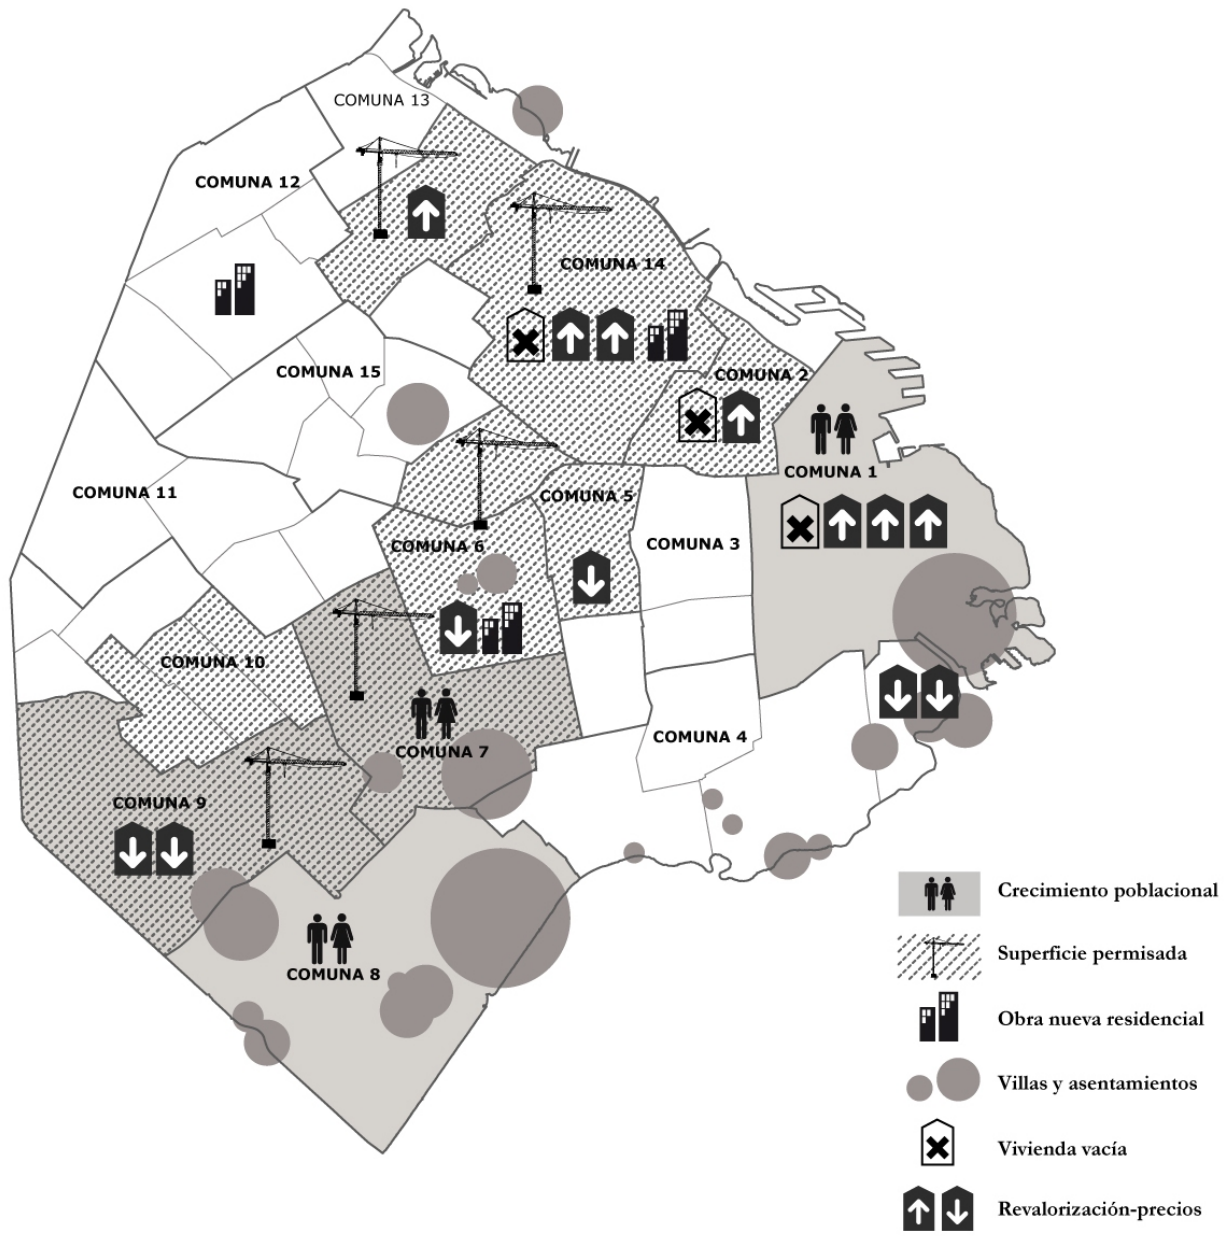 COMUNA 13
COMUNA 12
COMUNA 14
COMUNA 15
COMUNA 2
COMUNA 1
COMUNA 11
COMUNA 5
COMUNA 6
COMUNA 3
COMUNA 10
COMUNA 4
COMUNA 7
COMUNA 9
COMUNA 8
Crecimiento poblacional
Superficie permisada
Obra nueva residencial
Villas y asentamientos
Vivienda vacía
Revalorización-precios